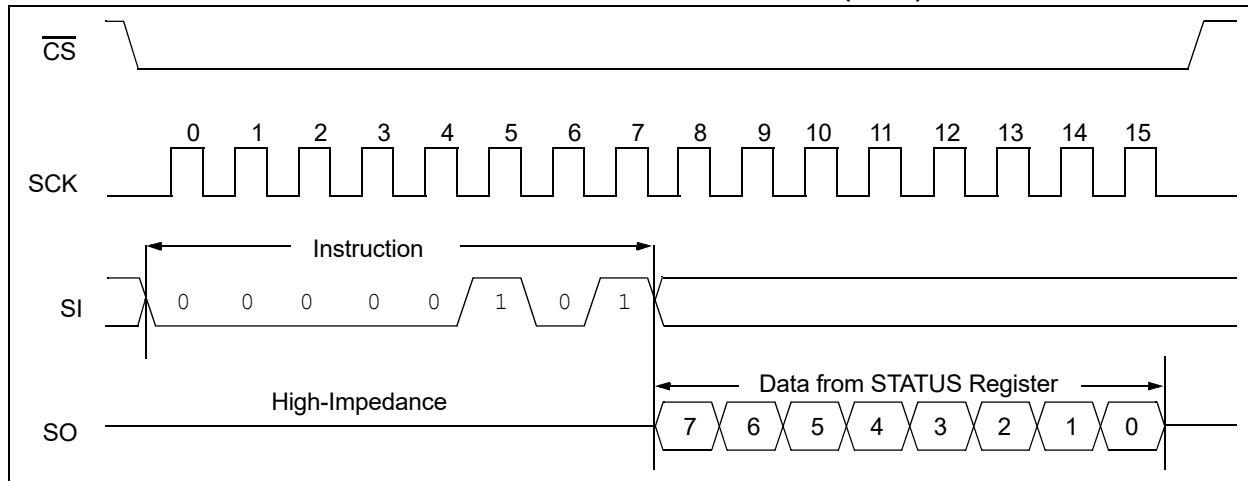 CS
0 1 2 3 4 5 6 7 8 9 10 11 12 13 14 15
SCK
Instruction
SI 0 0 0 0 0 1 0 1
Data from STATUS Register
High-Impedance
SO 7 6 5 4 3 2 1 0